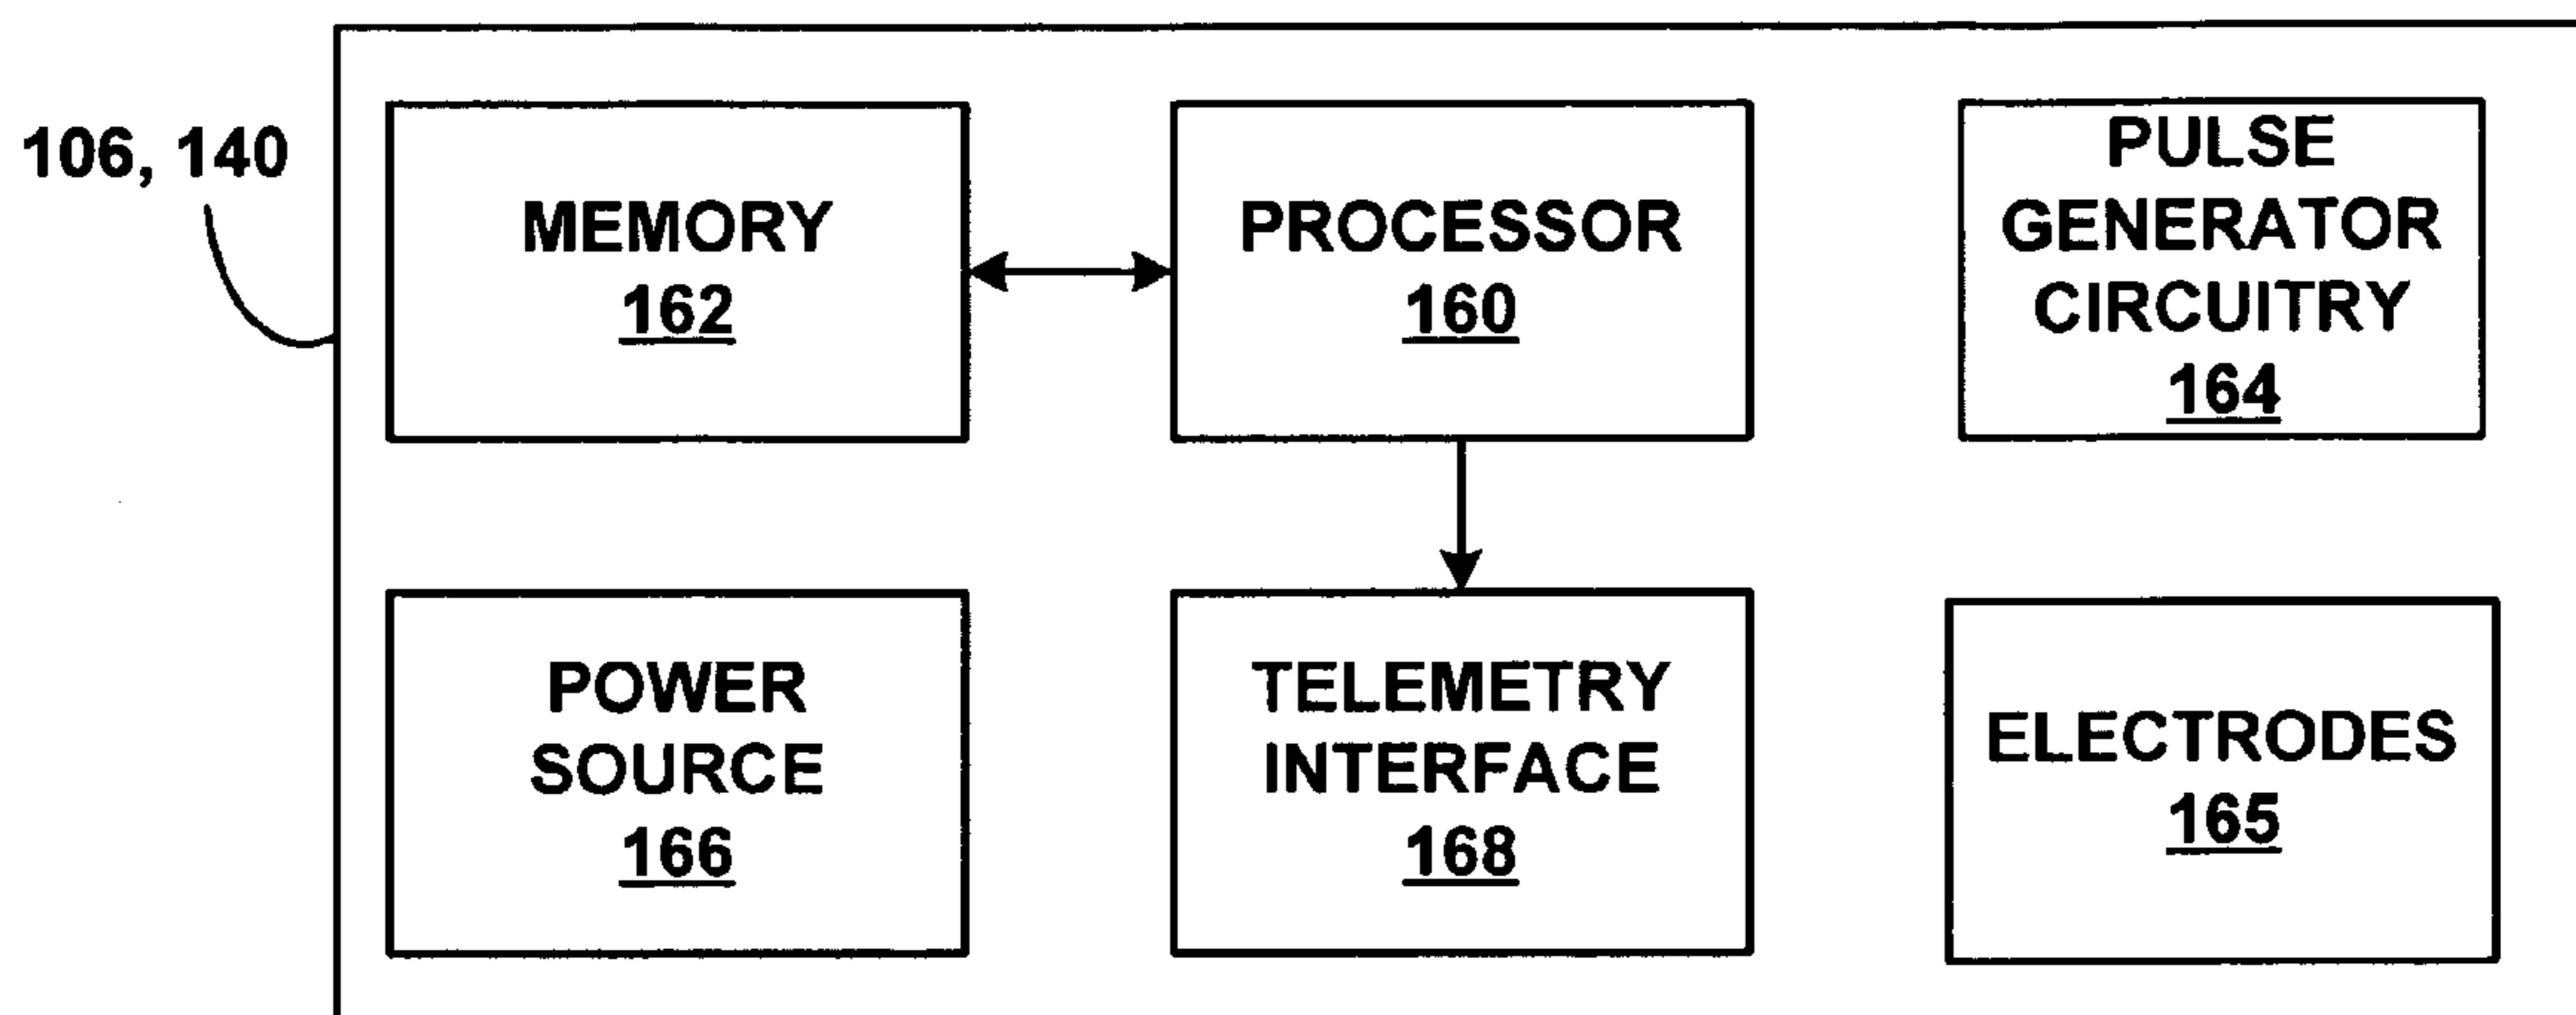 106, 140
MEMORY
162
PROCESSOR
160
PULSE
GENERATOR
CIRCUITRY
164
POWER
SOURCE
166
TELEMETRY
INTERFACE
168
ELECTRODES
165